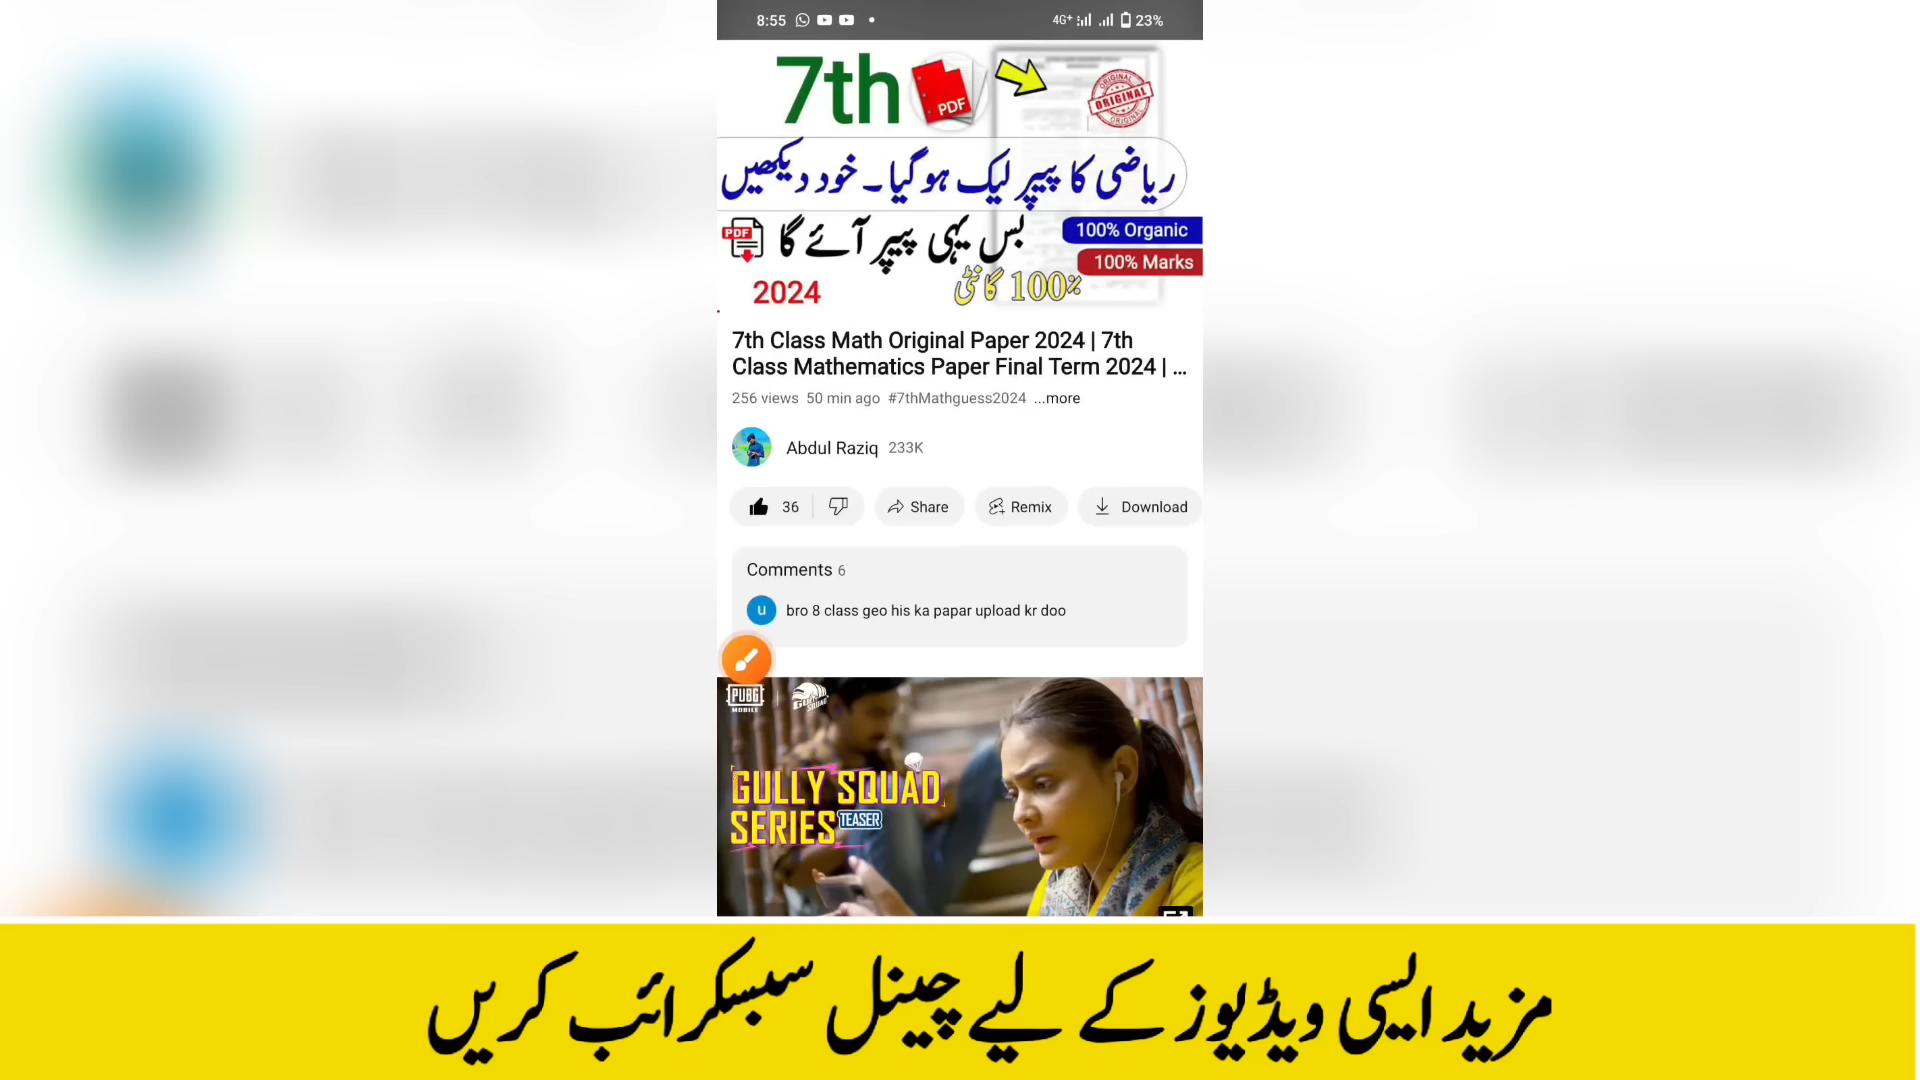 8:55
4G+
23%
7th
PDF
ORIGINAL
ORIGINAL
ORIGINAL
ریاضی کا پیپر لیک ہوگیا۔ خود دیکھیں
PDF
بس یہی پیپر آئے گا
100% Organic
100% Marks
2024
100% گانٹی
7th Class Math Original Paper 2024 | 7th
Class Mathematics Paper Final Term 2024 | ...
256 views 50 min ago #7thMathguess2024 ...more
Abdul Raziq 233K
36
Share
Remix
Download
Comments 6
u
bro 8 class geo his ka papar upload kr doo
PUBG
MOBILE
GULLY SQUAD
SERIES
TEASER
مزید ایسی ویڈیوز کے لیے چینل سبسکرائب کریں